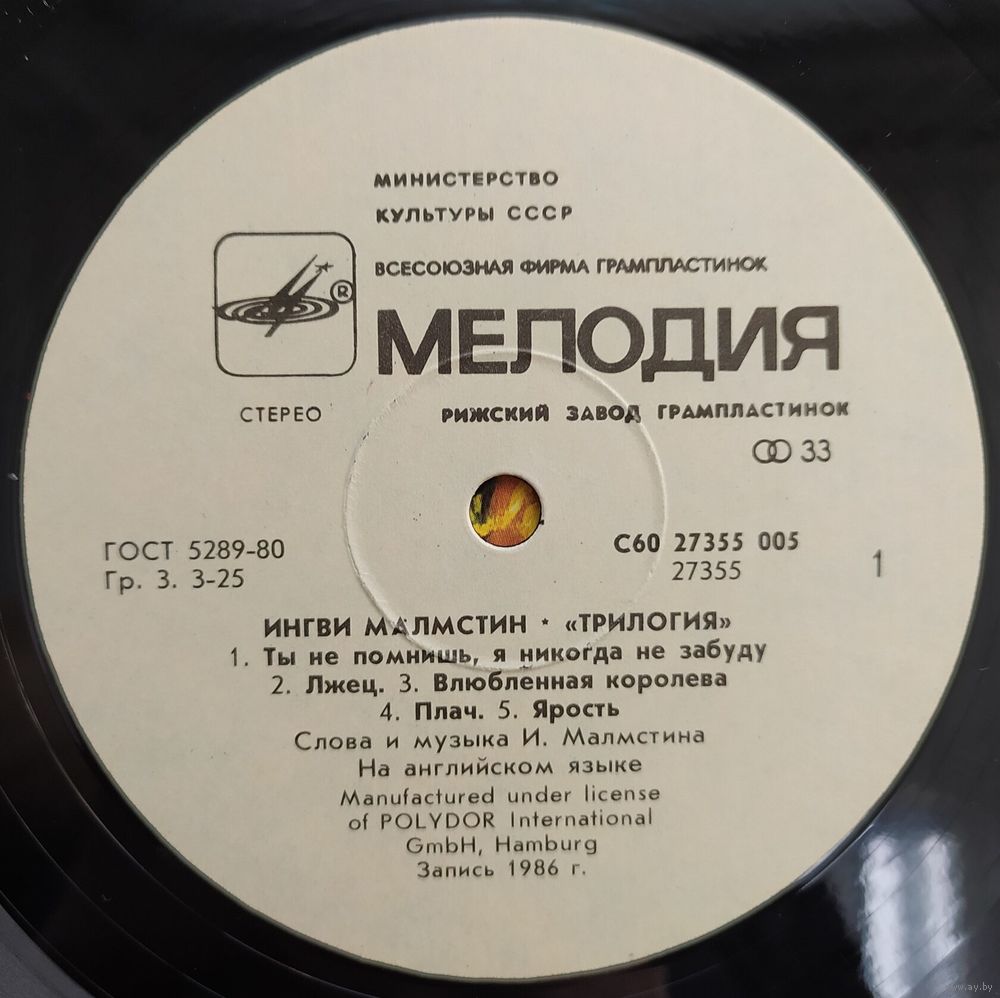 МИНИСТЕРСТВО
КУЛЬТУРЫ СССР
ВСЕСОЮЗНАЯ ФИРМА ГРАМПЛАСТИНОК
®
МЕЛОДИЯ
СТЕРЕО
РИЖСКИЙ ЗАВОД ГРАМПЛАСТИНОК
33
ГОСТ 5289-80
Гр. 3. 3-25
С60 27355 005
27355
1
ИНГВИ МАЛМСТИН * «ТРИЛОГИЯ»
1. Ты не помнишь, я никогда не забуду
2. Лжец. 3. Влюбленная королева
4. Плач. 5. Ярость
Слова и музыка И. Малмстина
На английском языке
Manufactured under license
of POLYDOR International
GmbH, Hamburg
Запись 1986 г.
www.ay.by